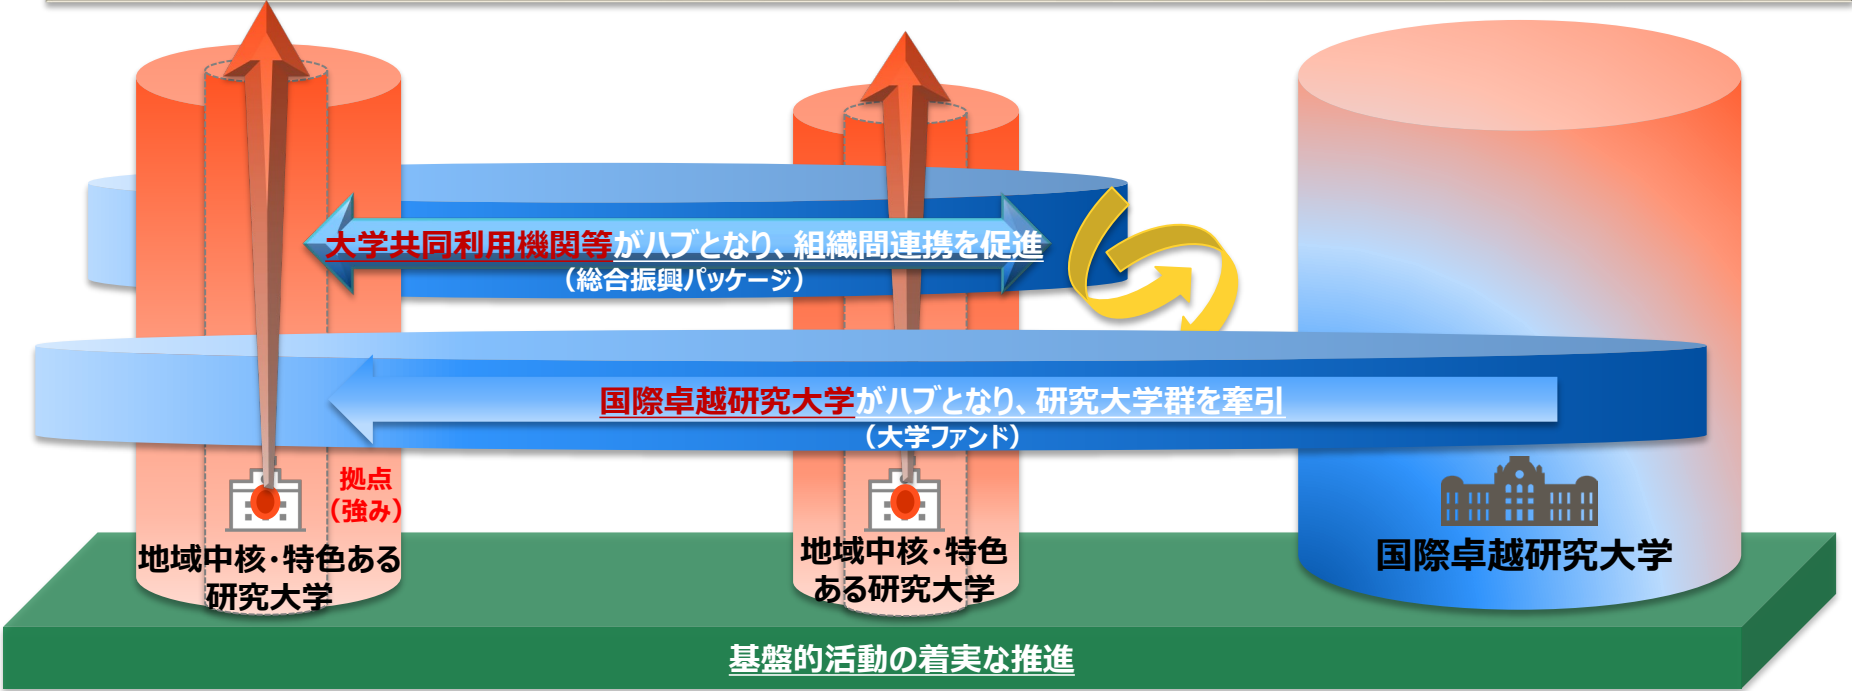 大学共同利用機関等がハブとなり、組織間連携を促進
（総合振興パッケージ）
国際卓越研究大学がハブとなり、研究大学群を牽引
（大学ファンド）
拠点
（強み）
地域中核・特色ある
研究大学
地域中核・特色
ある研究大学
国際卓越研究大学
基盤的活動の着実な推進